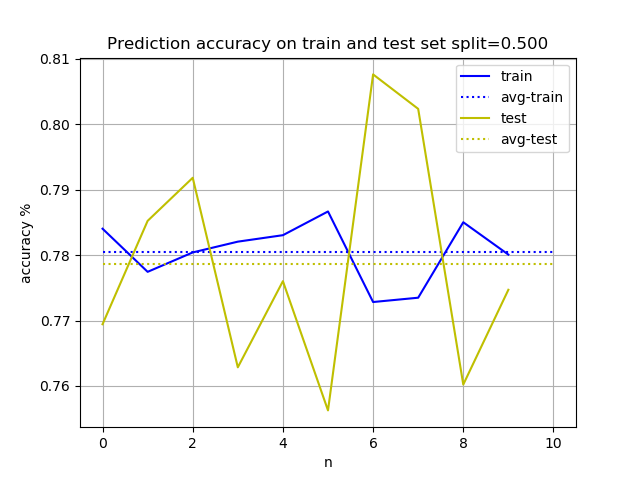 Prediction accuracy on train and test set split=0.500
0.81
0.80
0.79
0.78
0.77
0.76
accuracy %
0 2 4 6 8 10
n
train
avg-train
test
avg-test